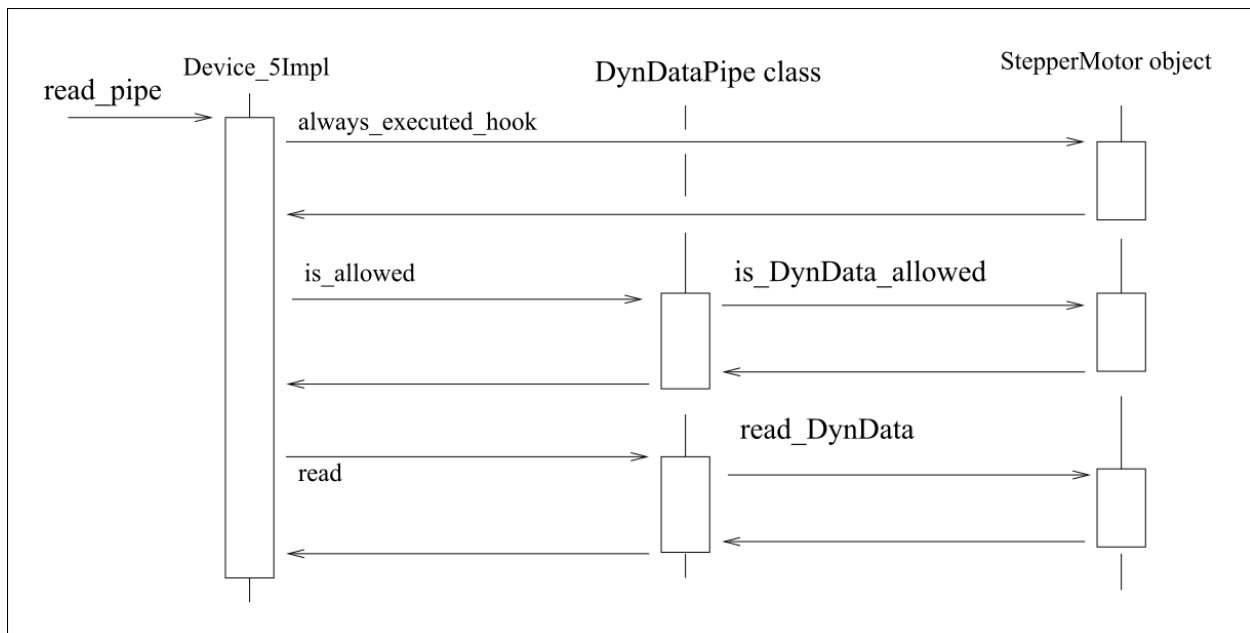 Device_5Impl
DynDataPipe class
StepperMotor object
read_pipe
always_executed_hook
is_allowed
is_DynData_allowed
read
read_DynData